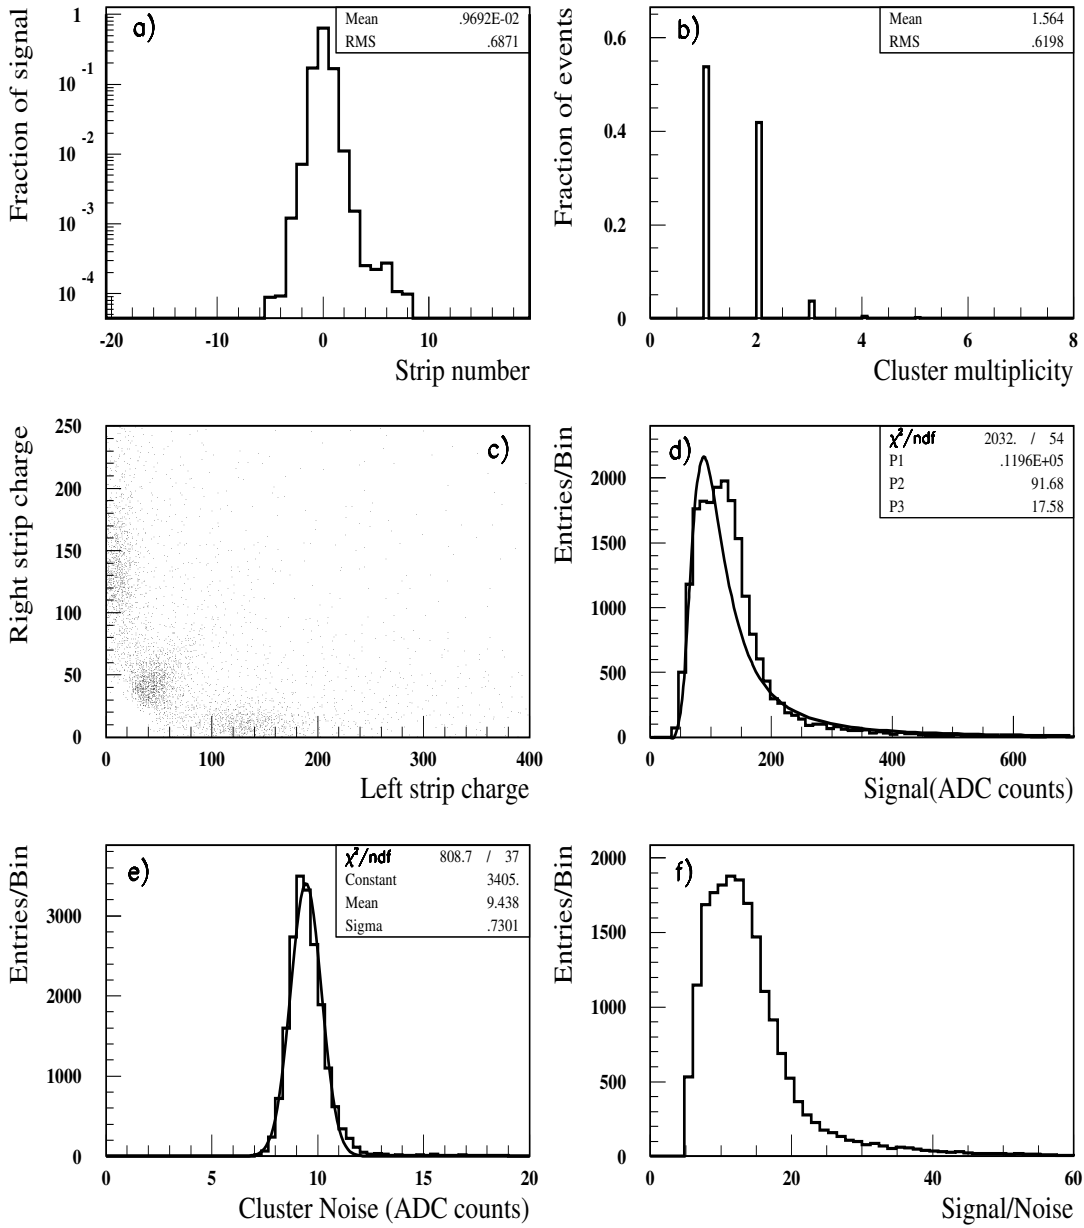 a)
Mean .9692E-02
RMS .6871
Fraction of signal
1
10 -1
10 -2
10 -3
10 -4
-20 -10 0 10
Strip number
b)
Mean 1.564
RMS .6198
Fraction of events
0.6
0.4
0.2
0
0 2 4 6 8
Cluster multiplicity
c)
Right strip charge
250
200
150
100
50
0
0 100 200 300 400
Left strip charge
d)
χ²/ndf 2032. / 54
P1 .1196E+05
P2 91.68
P3 17.58
Entries/Bin
2000
1500
1000
500
0
0 200 400 600
Signal(ADC counts)
e)
χ²/ndf 808.7 / 37
Constant 3405.
Mean 9.438
Sigma .7301
Entries/Bin
3000
2000
1000
0
0 5 10 15 20
Cluster Noise (ADC counts)
f)
Entries/Bin
2000
1500
1000
500
0
0 20 40 60
Signal/Noise